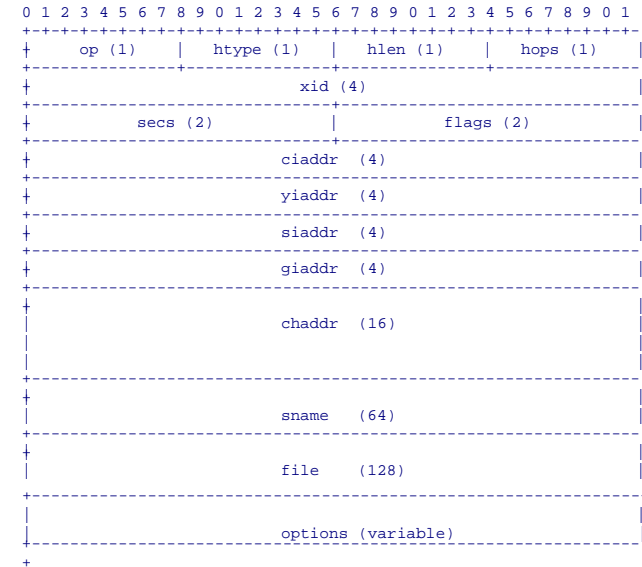 0 1 2 3 4 5 6 7 8 9 0 1 2 3 4 5 6 7 8 9 0 1 2 3 4 5 6 7 8 9 0 1
op (1) | htype (1) | hlen (1) | hops (1) |
xid (4)
secs (2) | flags (2) |
ciaddr (4) |
yiaddr (4) |
siaddr (4) |
giaddr (4) |
chaddr (16) |
sname (64) |
file (128) |
options (variable)